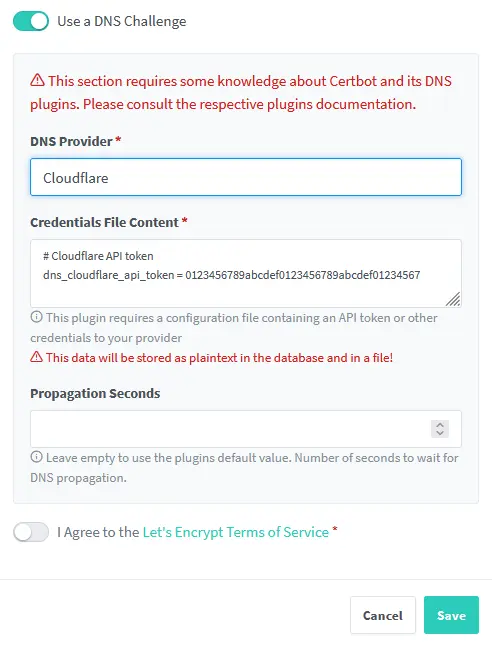 Use a DNS Challenge
This section requires some knowledge about Certbot and its DNS
plugins. Please consult the respective plugins documentation.
DNS Provider *
Cloudflare
Credentials File Content *
# Cloudflare API token
dns_cloudflare_api_token = 0123456789abcdef0123456789abcdef01234567
This plugin requires a configuration file containing an API token or other
credentials to your provider
This data will be stored as plaintext in the database and in a file!
Propagation Seconds
Leave empty to use the plugins default value. Number of seconds to wait for
DNS propagation.
I Agree to the Let's Encrypt Terms of Service *
Cancel
Save